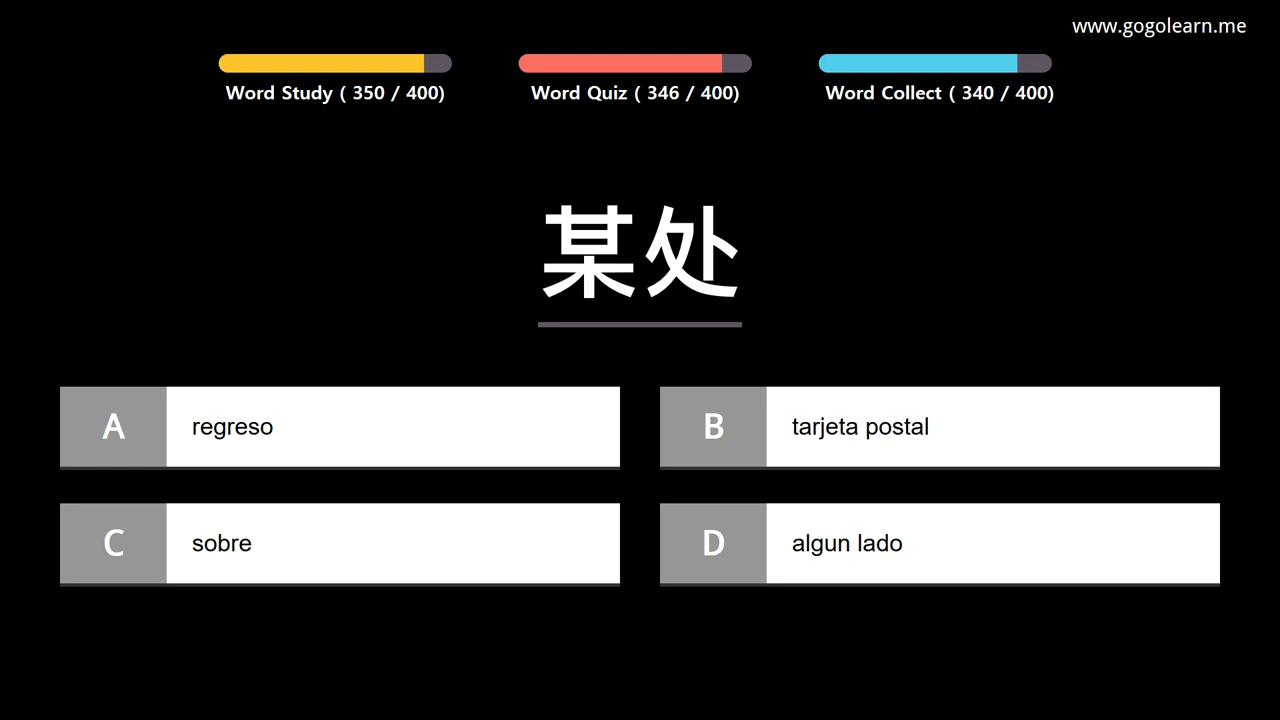 www.gogolearn.me
Word Study ( 350 / 400)
Word Quiz ( 346 / 400)
Word Collect ( 340 / 400)
某处
A regreso
B tarjeta postal
C sobre
D algun lado